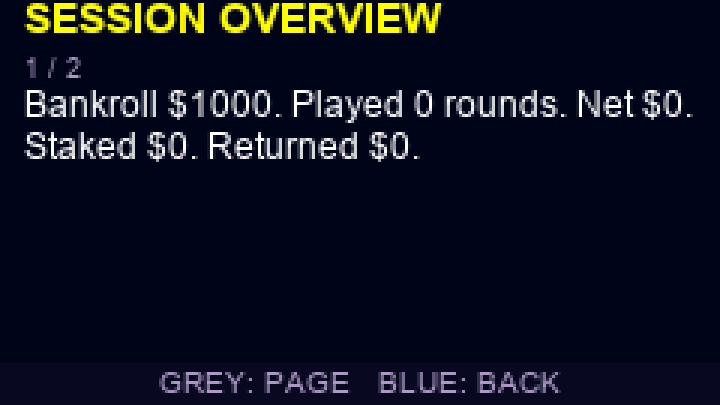 SESSION OVERVIEW
1 / 2
Bankroll $1000. Played 0 rounds. Net $0.
Staked $0. Returned $0.
GREY: PAGE BLUE: BACK